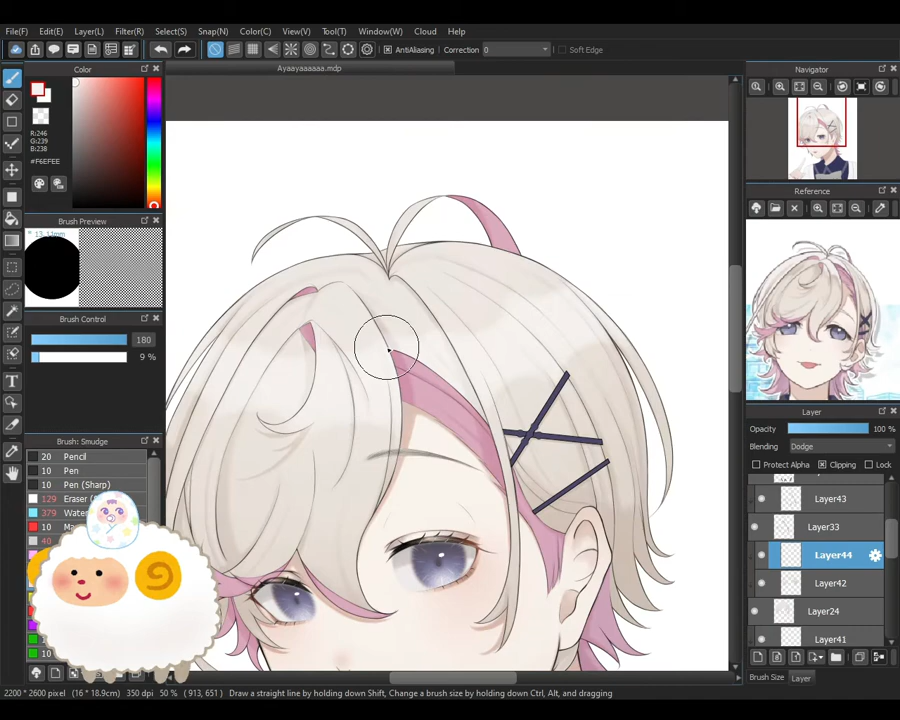 File(F) Edit(E) Layer(L) Filter(R) Select(S) Snap(N) Color(C) View(V) Tool(T) Window(W) Cloud Help(H)
AntiAliasing Correction 0 Soft Edge
Color
Ayaayaaaaaa.mdp
Navigator
R:246
G:239
B:238
#F6EFEE
Reference
Brush Preview
* 13.11mm
Brush Control
180
9 %
Layer
Opacity 100 %
Blending Dodge
Protect Alpha Clipping Lock
Brush: Smudge
20 Pencil
10 Pen
10 Pen (Sharp)
129 Eraser
379 Water
10
40
10
10
Layer43
Layer33
Layer44
Layer42
Layer24
Layer41
Brush Size Layer
2200 * 2600 pixel (16 * 18.9cm) 350 dpi 50 % (913, 651) Draw a straight line by holding down Shift, Change a brush size by holding down Ctrl, Alt, and dragging